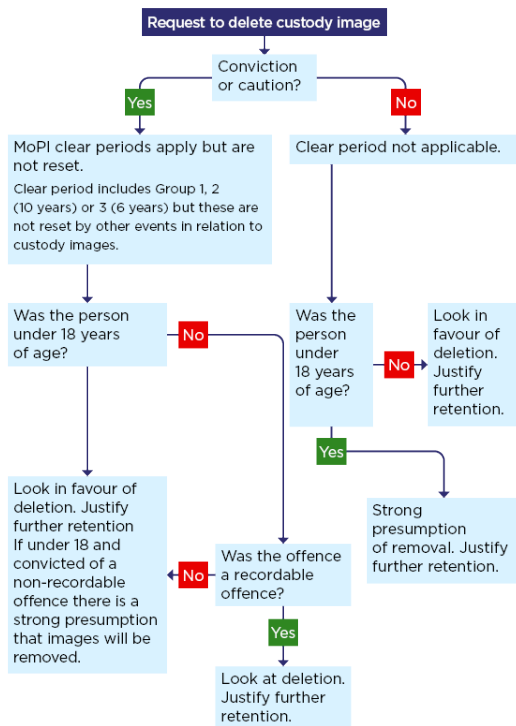 Request to delete custody image
Conviction
or caution?
Yes
No
MoPI clear periods apply but are
not reset.
Clear period includes Group 1, 2
(10 years) or 3 (6 years) but these are
not reset by other events in relation to
custody images.
Clear period not applicable.
Was the person
under 18 years
of age?
No
Was the
person
under
18 years
of age?
No
Look in
favour of
deletion.
Justify
further
retention.
Yes
Strong
presumption
of removal. Justify
further retention.
Look in favour of
deletion. Justify
further retention
If under 18 and
convicted of a
non-recordable
offence there is a
strong presumption
that images will be
removed.
No
Was the offence
a recordable
offence?
Yes
Look at deletion.
Justify further
retention.